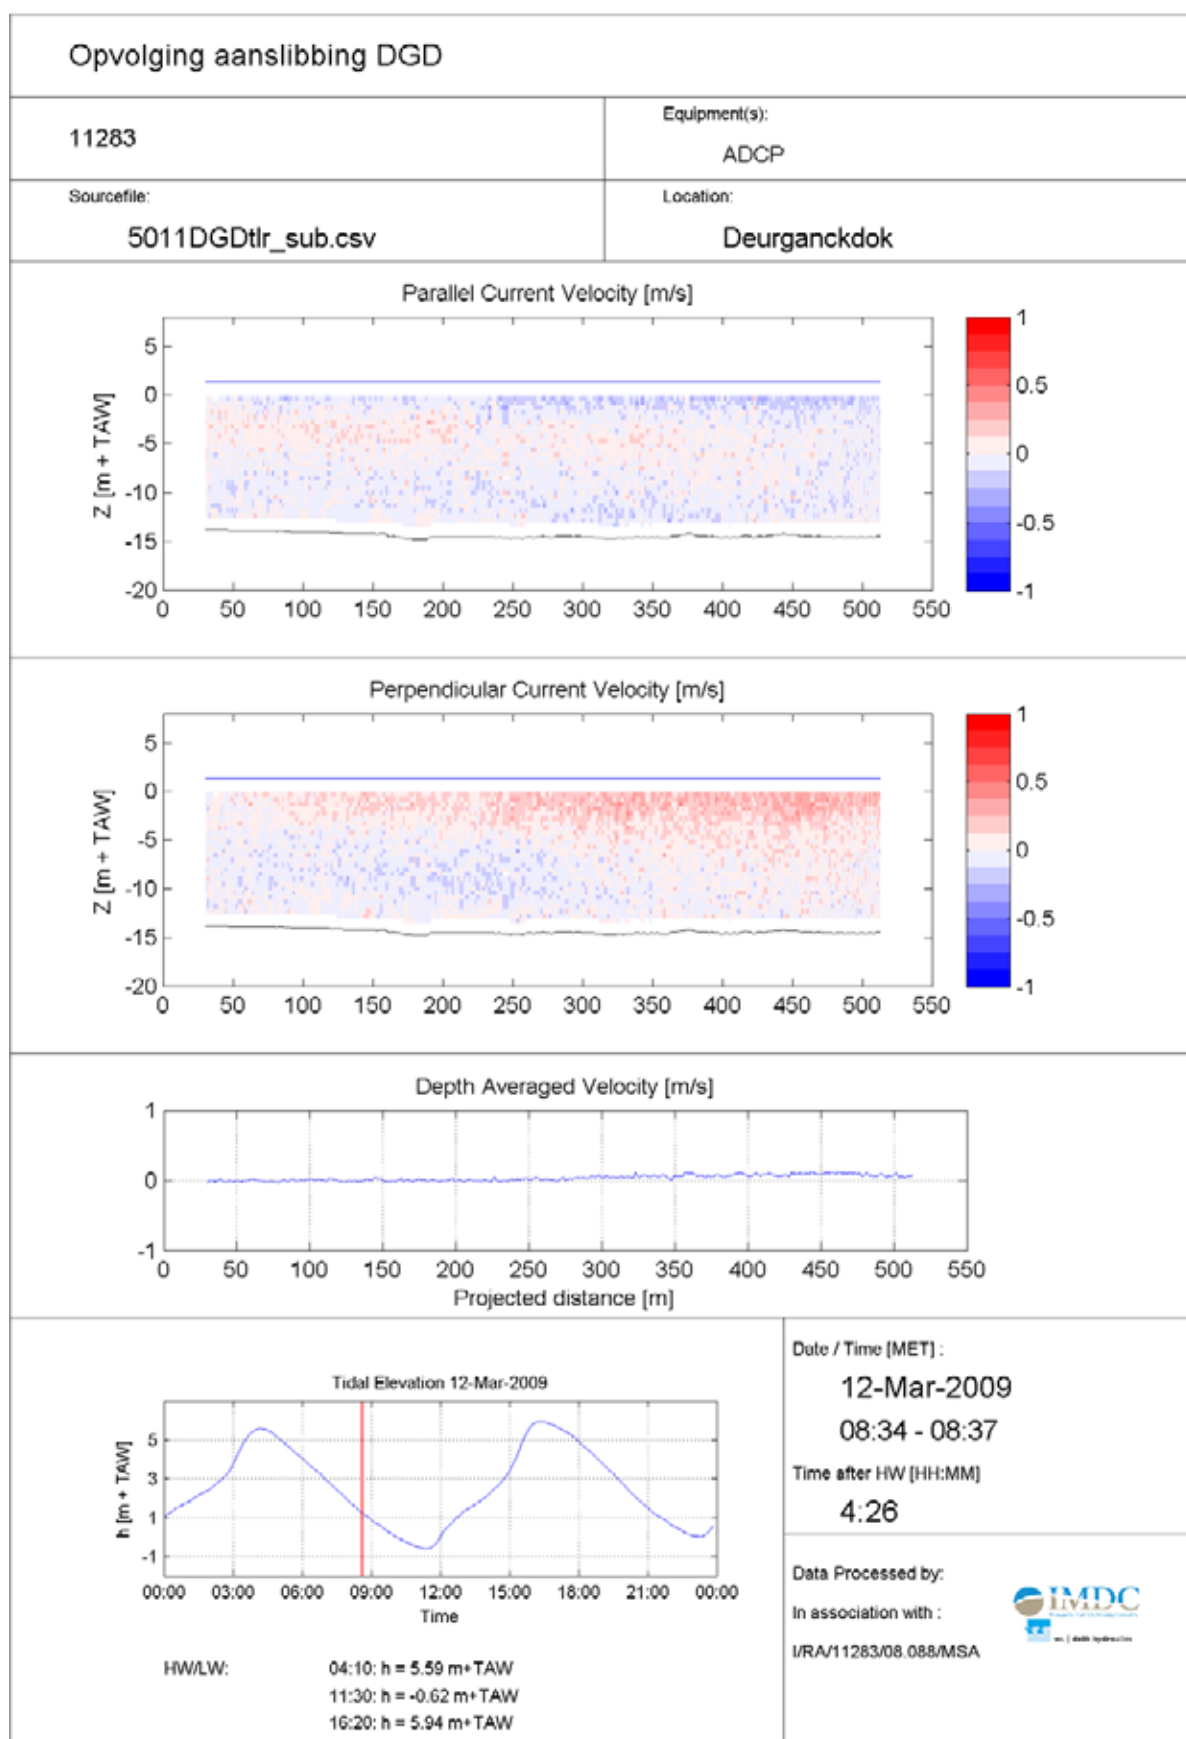 Opvolging aanslibbing DGD
11283
Equipment(s):
ADCP
Sourcefile:
5011DGDtlr_sub.csv
Location:
Deurganckdok
Parallel Current Velocity [m/s]
Z [m + TAW]
5
0
-5
-10
-15
-20
0 50 100 150 200 250 300 350 400 450 500 550
1
0.5
0
-0.5
-1
Perpendicular Current Velocity [m/s]
Z [m + TAW]
5
0
-5
-10
-15
-20
0 50 100 150 200 250 300 350 400 450 500 550
1
0.5
0
-0.5
-1
Depth Averaged Velocity [m/s]
1
0
-1
0 50 100 150 200 250 300 350 400 450 500 550
Projected distance [m]
Tidal Elevation 12-Mar-2009
h [m + TAW]
5
3
1
-1
00:00 03:00 06:00 09:00 12:00 15:00 18:00 21:00 00:00
Time
HW/LW:
04:10: h = 5.59 m+TAW
11:30: h = -0.62 m+TAW
16:20: h = 5.94 m+TAW
Date / Time [MET] :
12-Mar-2009
08:34 - 08:37
Time after HW [HH:MM]
4:26
Data Processed by:
In association with :
I/RA/11283/08.088/MSA
IMDC
wl | delft hydraulics